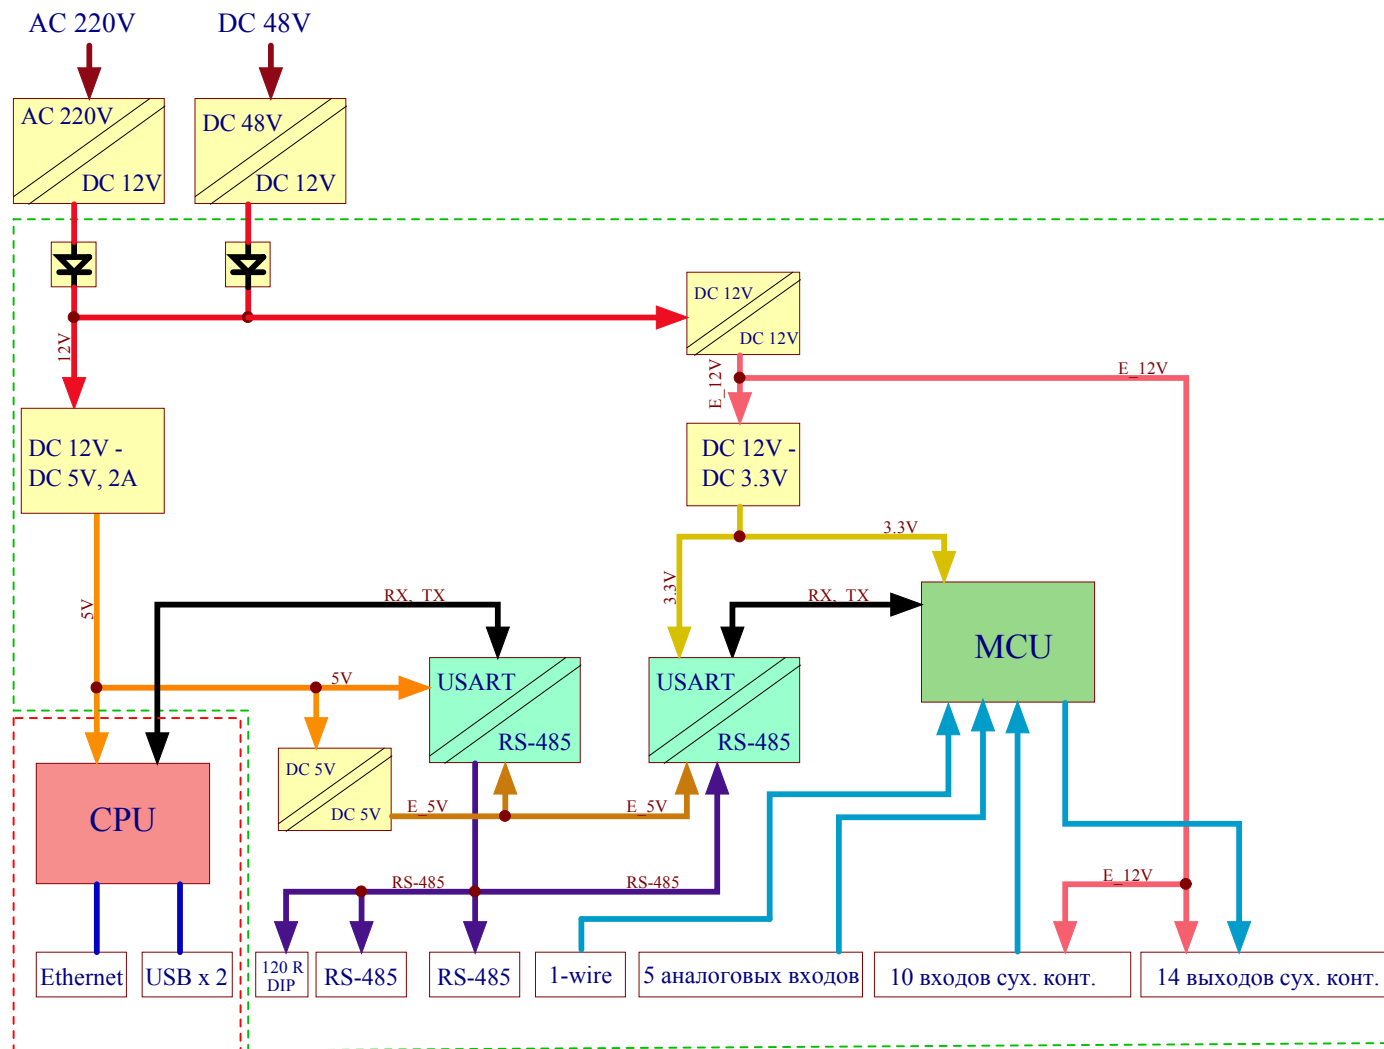 AC 220V
DC 48V
AC 220V
DC 12V
DC 48V
DC 12V
DC 12V
DC 12V
12V
E_12V
E_12V
DC 12V -
DC 5V, 2A
DC 12V -
DC 3.3V
3.3V
3.3V
5V
RX, TX
RX, TX
MCU
USART
RS-485
USART
RS-485
5V
DC 5V
DC 5V
CPU
E_5V
E_5V
RS-485
RS-485
E_12V
Ethernet
USB x 2
120 R
DIP
RS-485
RS-485
1-wire
5 аналоговых входов
10 входов сух. конт.
14 выходов сух. конт.